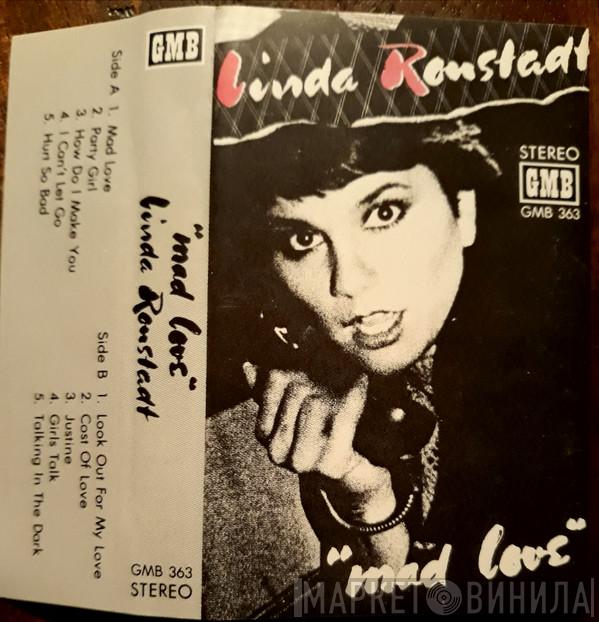 GMB
Side A
1. Mad Love
2. Party Girl
3. How Do I Make You
4. I Can't Let Go
5. Hurt So Bad
"mad love"
Linda Ronstadt
Side B
1. Look Out For My Love
2. Cost Of Love
3. Justine
4. Girls Talk
5. Talking In The Dark
GMB 363
STEREO
Linda Ronstadt
STEREO
GMB
GMB 363
"mad love"
МАРКЕТ ВИНИЛА